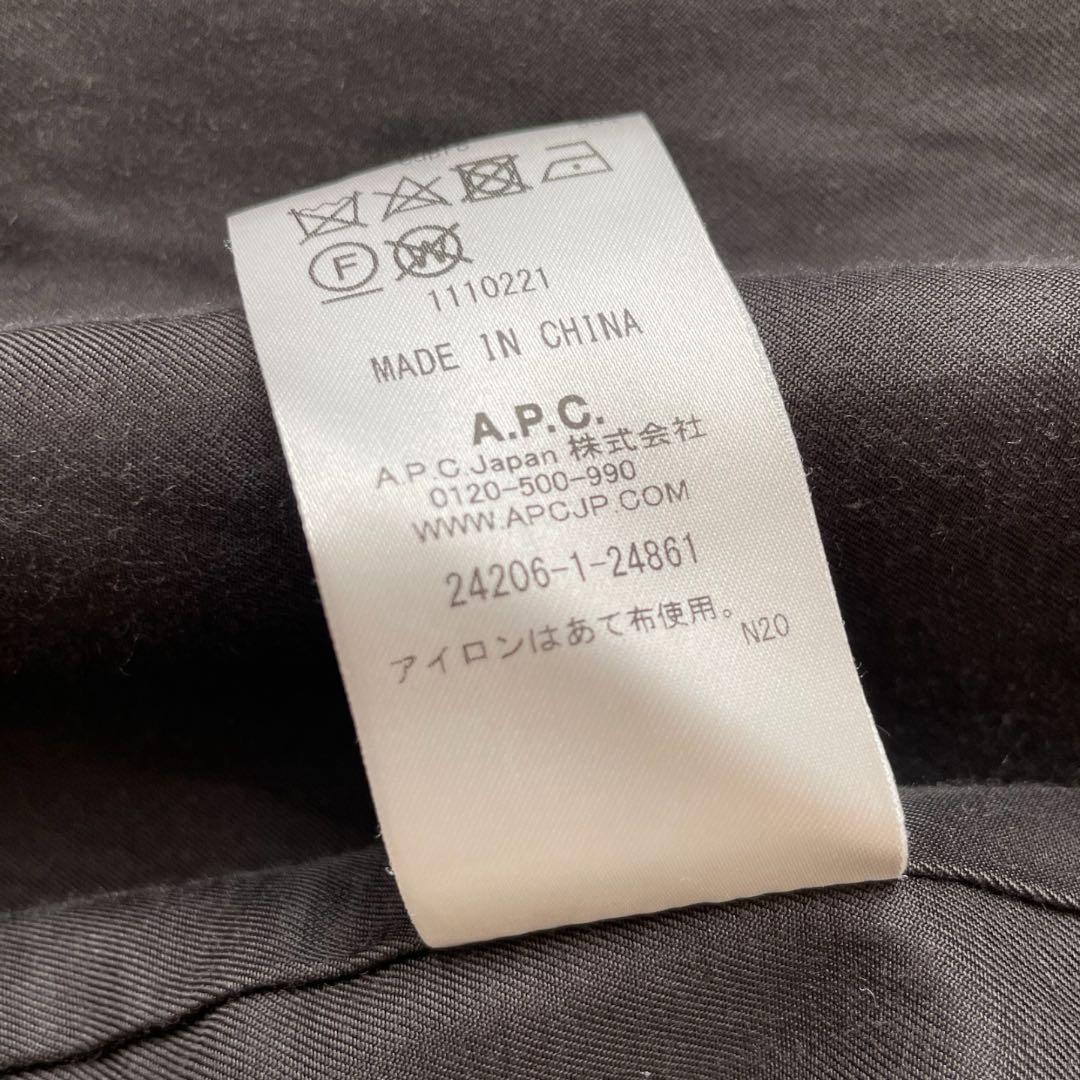 F
W
1110221
MADE IN CHINA
A.P.C.
A.P.C.Japan 株式会社
0120-500-990
WWW.APCJP.COM
24206-1-24861
アイロンはあて布使用。
N20